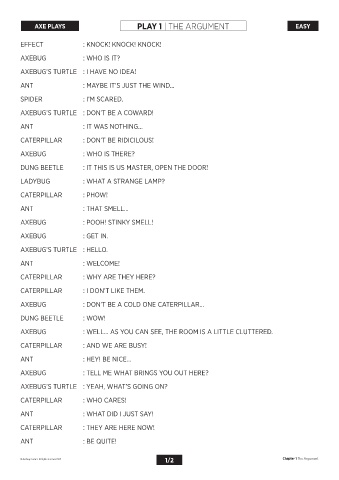 AXE PLAYS
PLAY 1 | THE ARGUMENT
EASY
EFFECT : KNOCK! KNOCK! KNOCK!
AXEBUG : WHO IS IT?
AXEBUG'S TURTLE : I HAVE NO IDEA!
ANT : MAYBE IT'S JUST THE WIND...
SPIDER : I'M SCARED.
AXEBUG'S TURTLE : DON'T BE A COWARD!
ANT : IT WAS NOTHING...
CATERPILLAR : DON'T BE RIDICILOUS!
AXEBUG : WHO IS THERE?
DUNG BEETLE : IT THIS IS US MASTER, OPEN THE DOOR!
LADYBUG : WHAT A STRANGE LAMP?
CATERPILLAR : PHOW!
ANT : THAT SMELL...
AXEBUG : POOH! STINKY SMELL!
AXEBUG : GET IN.
AXEBUG'S TURTLE : HELLO.
ANT : WELCOME!
CATERPILLAR : WHY ARE THEY HERE?
CATERPILLAR : I DON'T LIKE THEM.
AXEBUG : DON'T BE A COLD ONE CATERPILLAR...
DUNG BEETLE : WOW!
AXEBUG : WELL... AS YOU CAN SEE, THE ROOM IS A LITTLE CLUTTERED.
CATERPILLAR : AND WE ARE BUSY!
ANT : HEY! BE NICE...
AXEBUG : TELL ME WHAT BRINGS YOU OUT HERE?
AXEBUG'S TURTLE : YEAH, WHAT'S GOING ON?
CATERPILLAR : WHO CARES!
ANT : WHAT DID I JUST SAY!
CATERPILLAR : THEY ARE HERE NOW!
ANT : BE QUITE!
1/2
Chapter 1 The Argument